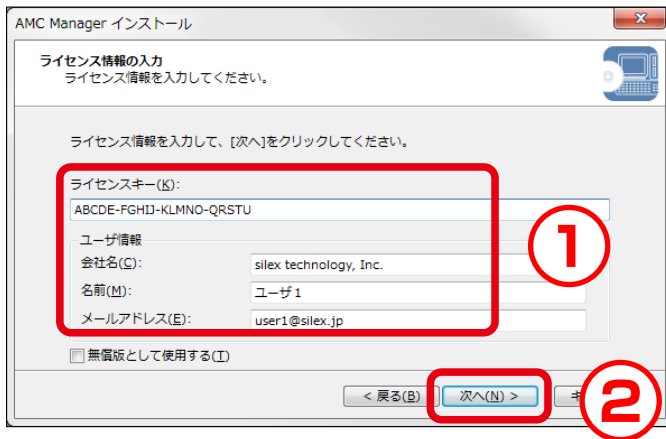 AMC Manager インストール
ライセンス情報の入力
ライセンス情報を入力してください。
ライセンス情報を入力して、[次へ]をクリックしてください。
ライセンスキー(K):
ABCDE-FGHIJ-KLMNO-QRSTU
ユーザ情報
会社名(C): silex technology, Inc.
名前(M): ユーザ1
メールアドレス(E): user1@silex.jp
①
無償版として使用する(T)
< 戻る(B) 次へ(N) > キ
②